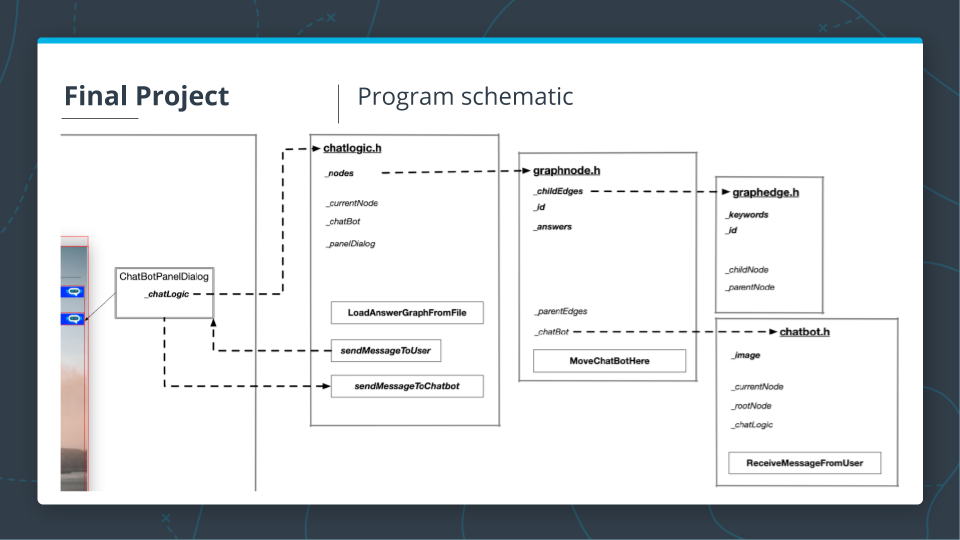 Final Project
Program schematic
ChatBotPanelDialog
_chatLogic
chatlogic.h
_nodes
_currentNode
_chatBot
_panelDialog
LoadAnswerGraphFromFile
sendMessageToUser
sendMessageToChatbot
graphnode.h
_childEdges
_id
_answers
_parentEdges
_chatBot
MoveChatBotHere
graphedge.h
_keywords
_id
_childNode
_parentNode
chatbot.h
_image
_currentNode
_rootNode
_chatLogic
ReceiveMessageFromUser